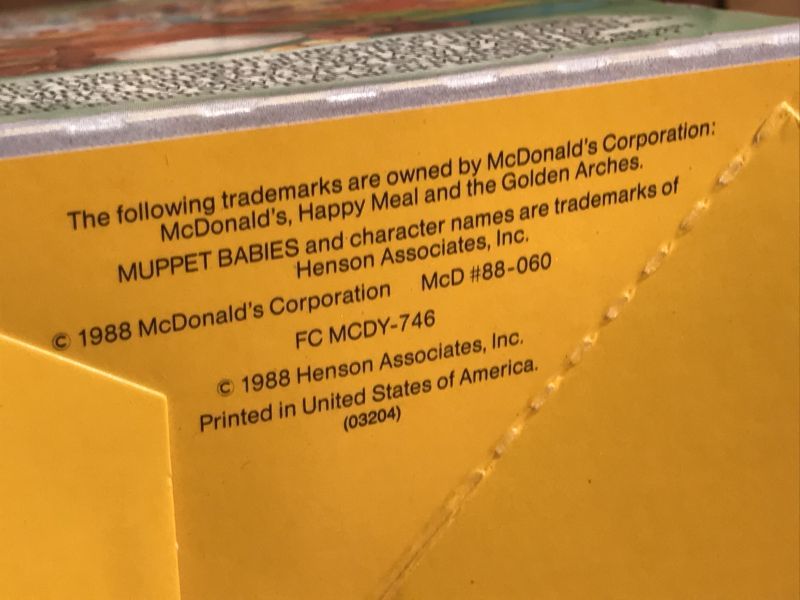 The following trademarks are owned by McDonald's Corporation:
McDonald's, Happy Meal and the Golden Arches.
MUPPET BABIES and character names are trademarks of
Henson Associates, Inc.
© 1988 McDonald's Corporation McD #88-060
FC MCDY-746
© 1988 Henson Associates, Inc.
Printed in United States of America.
(03204)